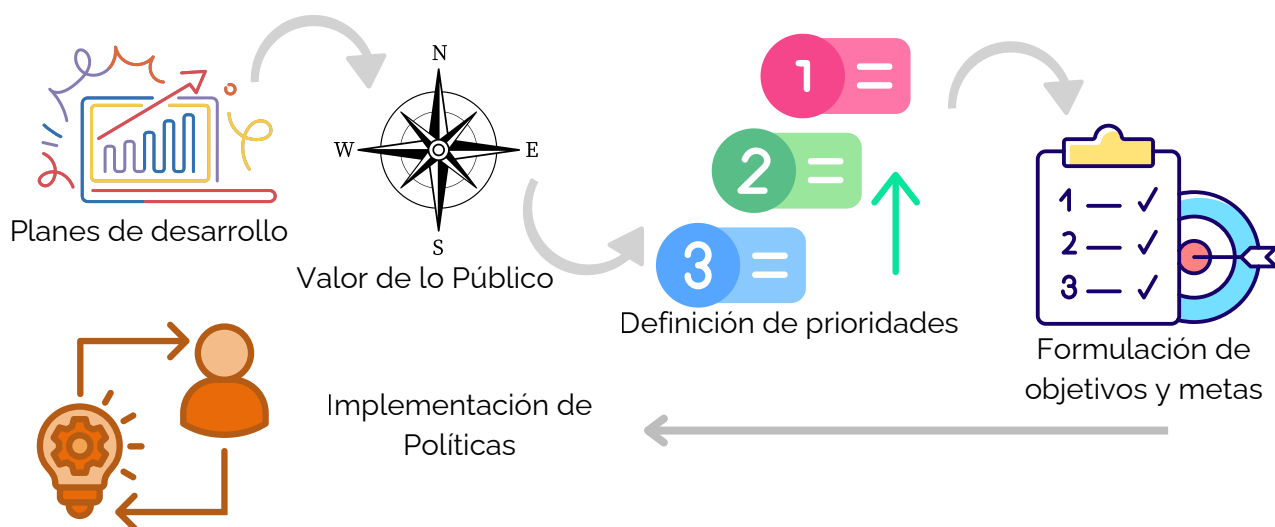 Planes de desarrollo
N
W
E
S
Valor de lo Público
1
2
3
Definición de prioridades
1
2
3
Formulación de
objetivos y metas
Implementación de
Políticas